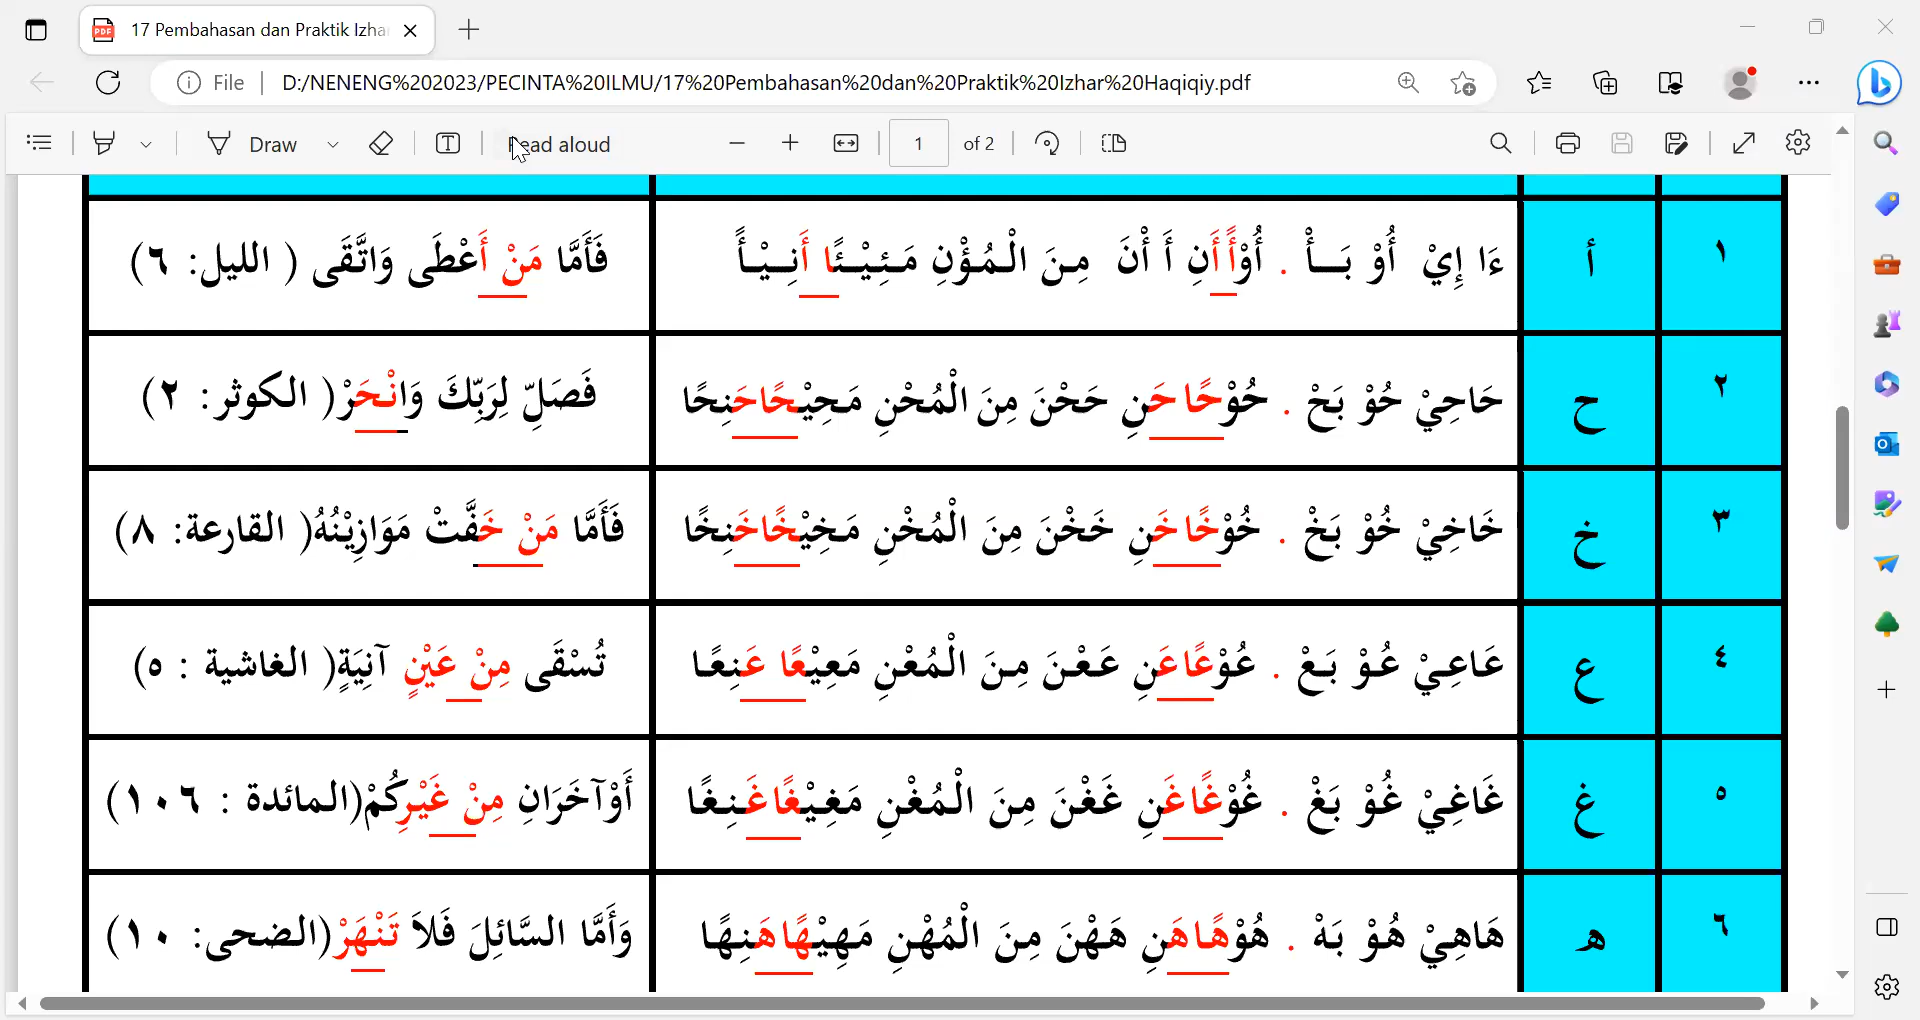 17 Pembahasan dan Praktik Izha
File D:/NENENG%202023/PECINTA%20ILMU/17%20Pembahasan%20dan%20Praktik%20Izhar%20Haqiqiy.pdf
Draw ead aloud 1 of 2
١ أ ءَا إِيْ أُوْ بَـأْ . أُوْأًأَنِ أَ أْنَ مِنَ الْمُؤْنِ مَـئِيْـئًا أَنِـيْـأً فَأَمَّا مَنْ أَعْطَى وَاتَّقَى ( الليل: ٦)
٢ ح حَاحِيْ حُوْ بَحْ . حُوْحًاحَنِ حَحْنَ مِنَ الْمُحْنِ مَحِيْحًاحَنِحًا فَصَلِّ لِرَبِّكَ وَانْحَرْ( الكوثر: ٢)
٣ خ خَاخِيْ خُوْ بَخْ . خُوْخًاخَنِ خَخْنَ مِنَ الْمُخْنِ مَخِيْخًاخَنِخًا فَأَمَّا مَنْ خَفَّتْ مَوَازِيْنُهُ( القارعة: ٨)
٤ ع عَاعِيْ عُوْ بَعْ . عُوْعًاعَنِ عَعْنَ مِنَ الْمُعْنِ مَعِيْعًا عَنِعًا تُسْقَى مِنْ عَيْنٍ آنِيَةٍ( الغاشية : ٥)
٥ غ غَاغِيْ غُوْ بَغْ . غُوْغًاغَنِ غَغْنَ مِنَ الْمُغْنِ مَغِيْغًاغَنِغًا أَوْآخَرَانِ مِنْ غَيْرِكُمْ(المائدة : ١٠٦)
٦ ه هَاهِيْ هُوْ بَهْ . هُوْهًاهَنِ هَهْنَ مِنَ الْمُهْنِ مَهِيْهًاهَنِهًا وَأَمَّا السَّائِلَ فَلاَ تَنْهَرْ(الضحى: ١٠)